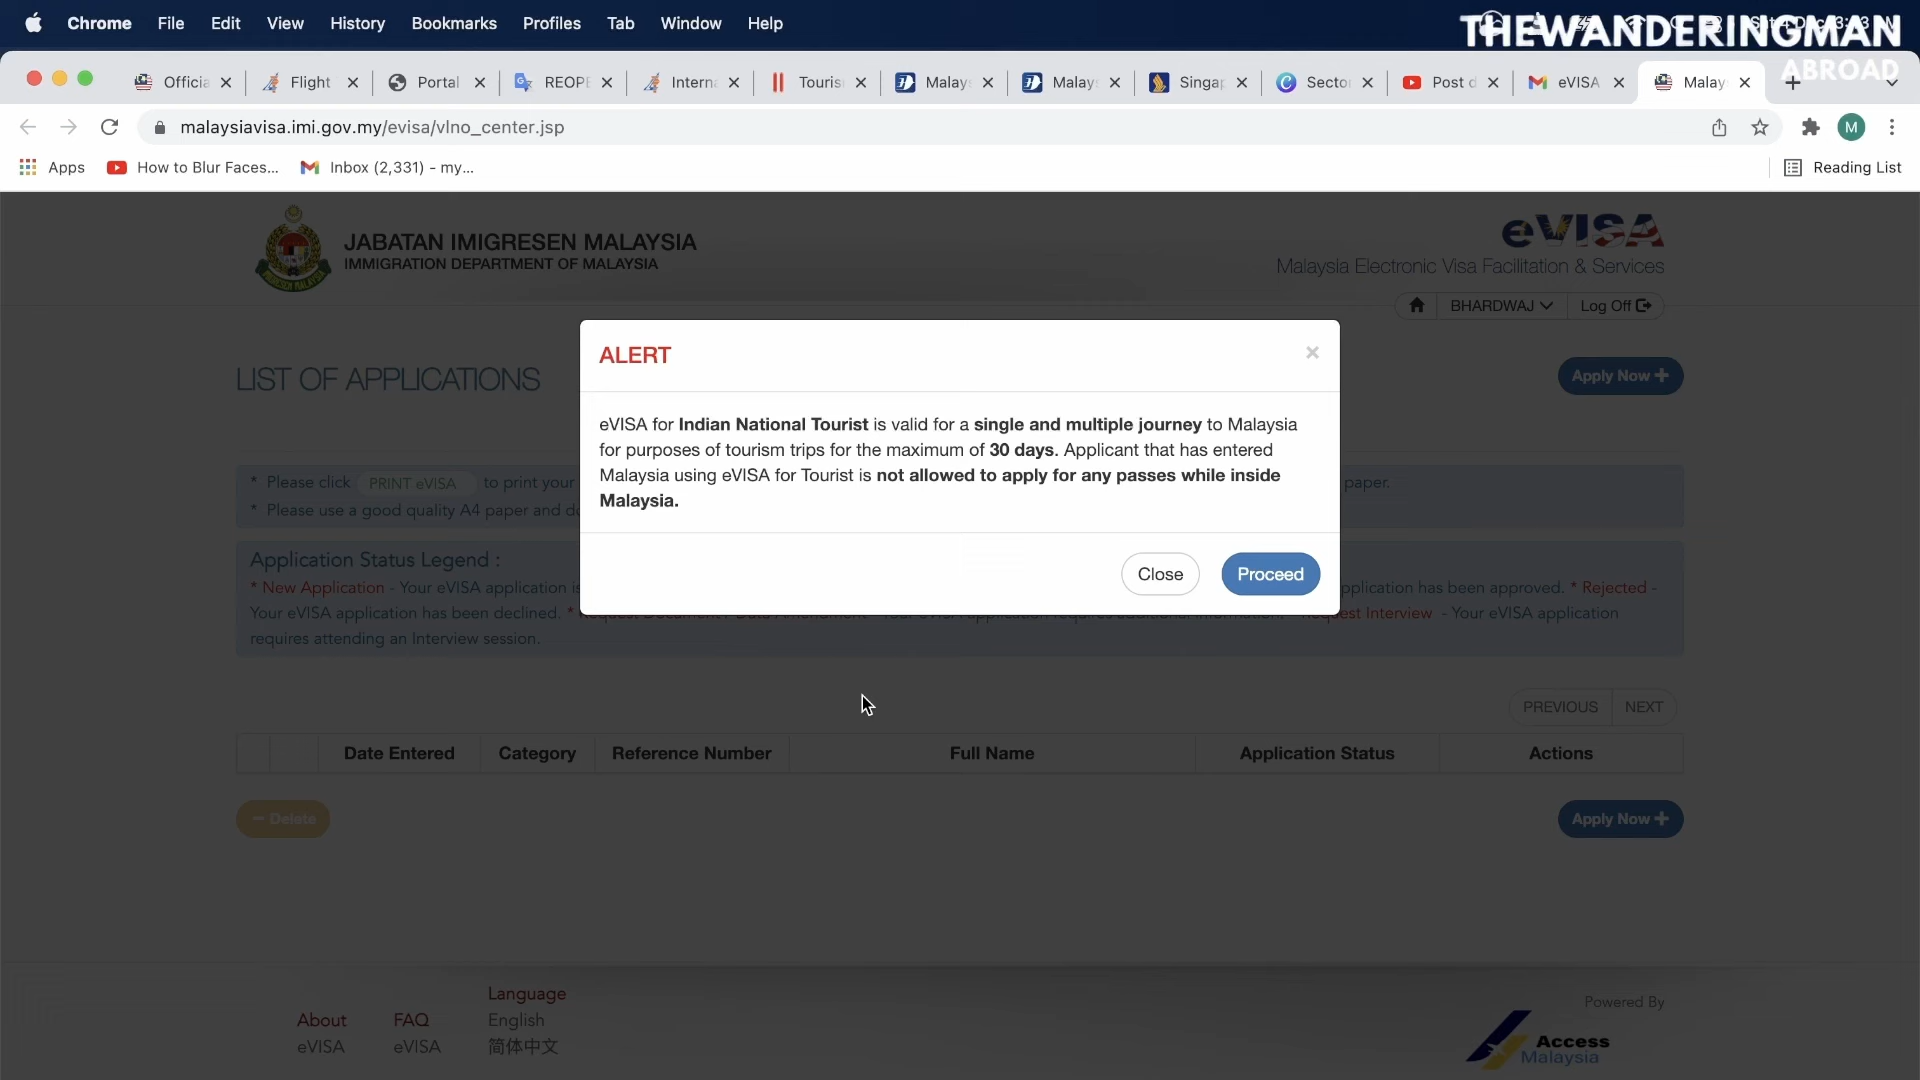 Chrome File Edit View History Bookmarks Profiles Tab Window Help
THEWANDERINGMAN
ABROAD
Officia Flight Portal REOPE Interna Touris Malay Malay Singap Secto Post d eVISA Malay
malaysiavisa.imi.gov.my/evisa/vlno_center.jsp
M
Apps How to Blur Faces... Inbox (2,331) - my... Reading List
JABATAN IMIGRESEN MALAYSIA
IMMIGRATION DEPARTMENT OF MALAYSIA
eVISA
Malaysia Electronic Visa Facilitation & Services
BHARDWAJ Log Off
ALERT
LIST OF APPLICATIONS
Apply Now
eVISA for Indian National Tourist is valid for a single and multiple journey to Malaysia
for purposes of tourism trips for the maximum of 30 days. Applicant that has entered
Malaysia using eVISA for Tourist is not allowed to apply for any passes while inside
Malaysia.
* Please click PRINT eVISA to print your paper.
* Please use a good quality A4 paper and
Application Status Legend :
Close Proceed
* New Application - Your eVISA application is application has been approved. * Rejected -
Your eVISA application has been declined. * Interview - Your eVISA application
requires attending an Interview session.
PREVIOUS NEXT
Date Entered Category Reference Number Full Name Application Status Actions
- Delete
Apply Now
Language
About FAQ English
eVISA eVISA 简体中文
Powered By
Access
Malaysia